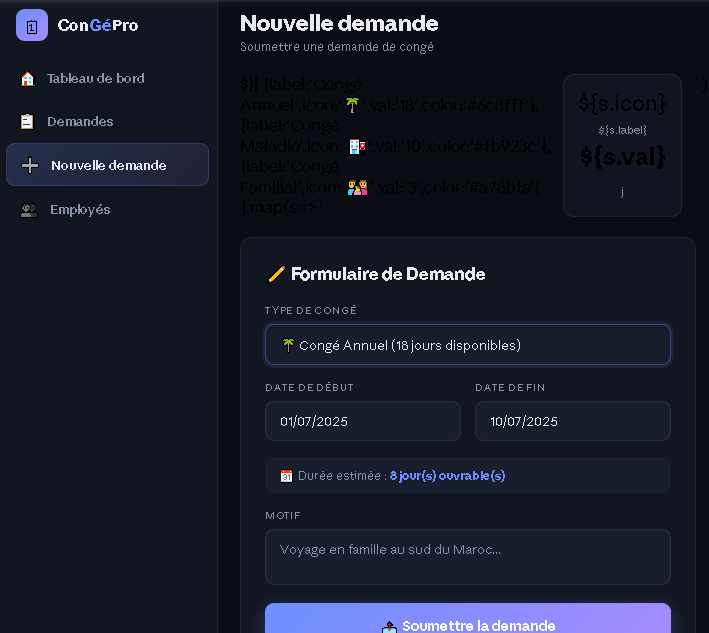 ConGéPro
Tableau de bord
Demandes
Nouvelle demande
Employés
Nouvelle demande
Soumettre une demande de congé
${[ {label:'Congé
Annuel',icon:'🌴',val:'18',color:'#6c8fff'},
{label:'Congé
Maladie',icon:'🏥',val:'10',color:'#fb923c'},
{label:'Congé
Familial',icon:'👨‍👩‍👧',val:'5',color:'#a78bfa'}
].map(s=>`
${s.icon}
${s.label}
${s.val}
j
`)
✏️ Formulaire de Demande
TYPE DE CONGÉ
🌴 Congé Annuel (18 jours disponibles)
DATE DE DÉBUT
DATE DE FIN
01/07/2025
10/07/2025
📅 Durée estimée : 8 jour(s) ouvrable(s)
MOTIF
Voyage en famille au sud du Maroc...
📤 Soumettre la demande